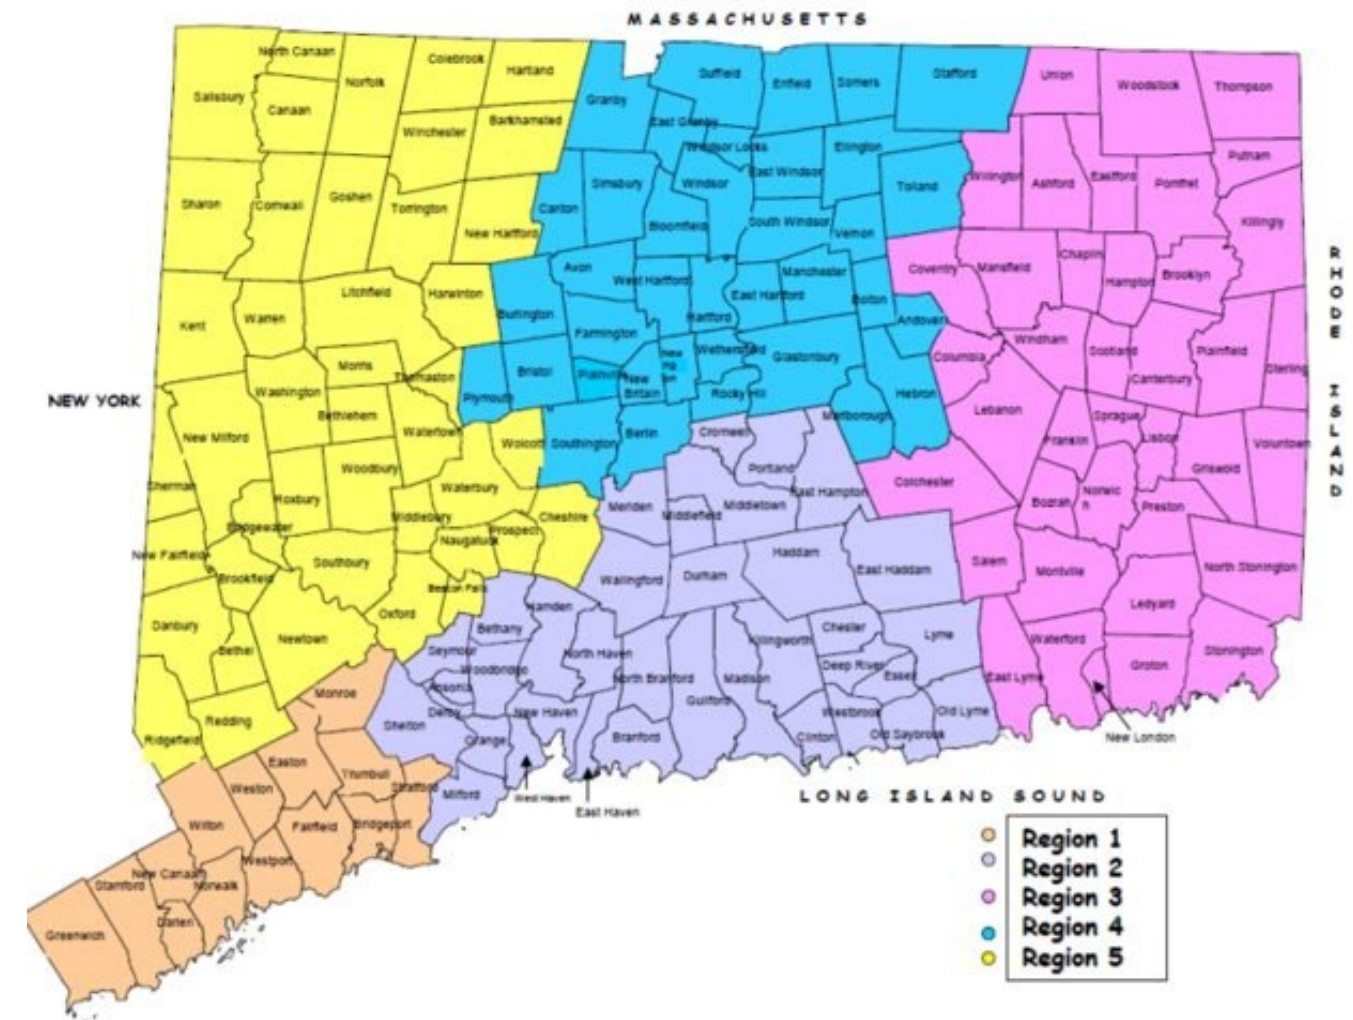 MASSACHUSETTS
North Canaan
Colebrook
Hartland
Suffield
Enfield
Somers
Stafford
Union
Woodstock
Thompson
Salisbury
Canaan
Norfolk
Winchester
Barkhamsted
Granby
East Granby
Windsor Locks
Ellington
Putnam
Sharon
Cornwall
Goshen
Torrington
New Hartford
Canton
Simsbury
Windsor
East Windsor
Tolland
Willington
Ashford
Eastford
Pomfret
Killingly
Bloomfield
South Windsor
Vernon
Coventry
Mansfield
Chaplin
Hampton
Brooklyn
RHODE ISLAND
Kent
Warren
Litchfield
Harwinton
Burlington
Avon
West Hartford
Hartford
East Hartford
Manchester
Bolton
Andover
Farmington
Columbia
Windham
Scotland
Canterbury
Plainfield
Sterling
NEW YORK
Washington
Morris
Bethlehem
Thomaston
Plymouth
Bristol
Plainville
New
Britain
Wethersfield
Rocky Hill
Glastonbury
Hebron
Marlborough
New Milford
Watertown
Wolcott
Southington
Berlin
Cromwell
Portland
East Hampton
Colchester
Lebanon
Franklin
Sprague
Lisbon
Griswold
Voluntown
Sherman
Roxbury
Woodbury
Waterbury
Cheshire
Meriden
Middlefield
Middletown
Bozrah
Norwic
n
Preston
Bridgewater
Middlebury
Naugatuck
Prospect
New Fairfield
Brookfield
Southbury
Beacon Falls
Wallingford
Durham
Haddam
East Haddam
Salem
Montville
North Stonington
Danbury
Bethel
Newtown
Oxford
Bethany
Hamden
Ledyard
Seymour
Woodbridge
North Haven
Killingworth
Chester
Lyme
Waterford
Groton
Stonington
Monroe
Ansonia
Derby
North Branford
Madison
Deep River
Essex
East Lyme
Ridgefield
Redding
Shelton
Orange
New Haven
Branford
Guilford
Clinton
Westbrook
Old Saybrook
Old Lyme
New London
Weston
Easton
Trumbull
Stratford
Milford
West Haven
East Haven
LONG ISLAND SOUND
Wilton
Fairfield
Bridgeport
Westport
New Canaan
Norwalk
Stamford
Darien
Greenwich
Region 1
Region 2
Region 3
Region 4
Region 5